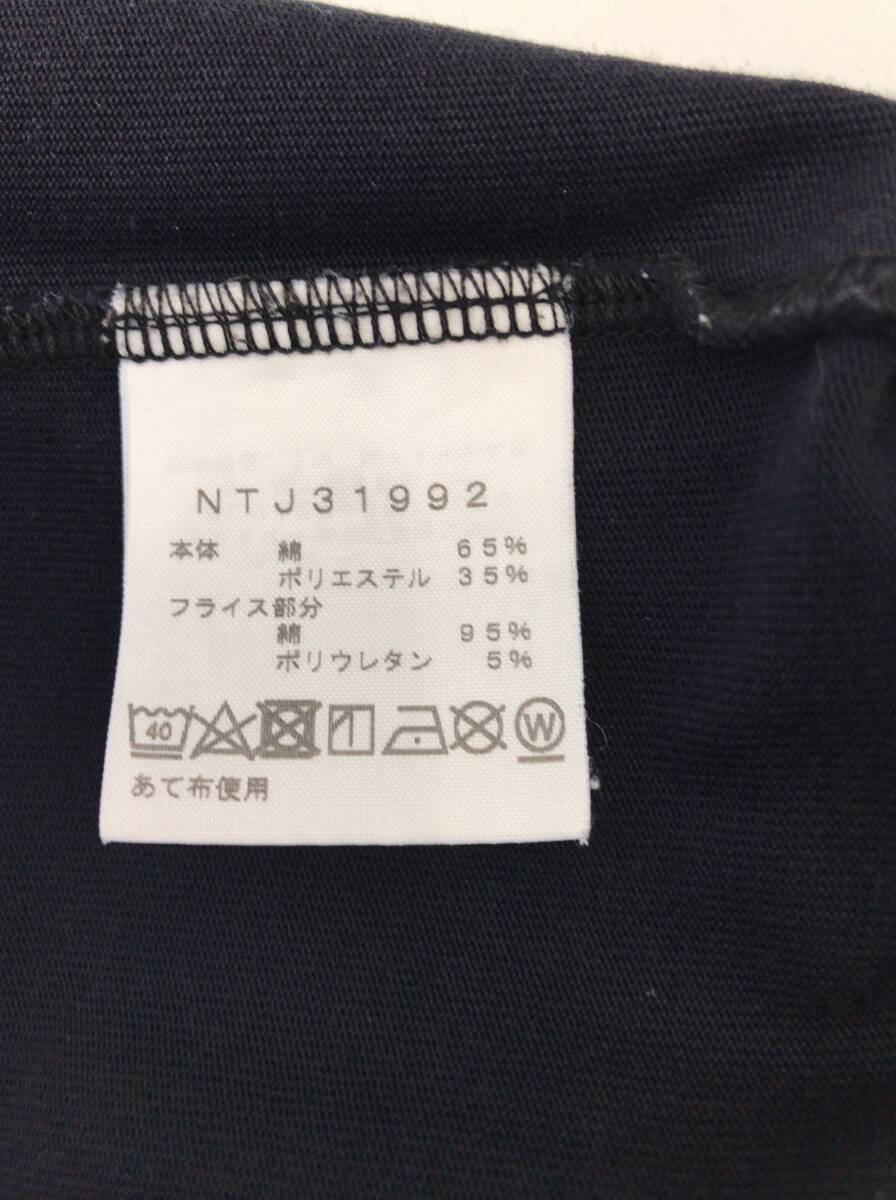 NTJ31992
本体 綿 65%
ポリエステル 35%
フライス部分
綿 95%
ポリウレタン 5%
40 W
あて布使用